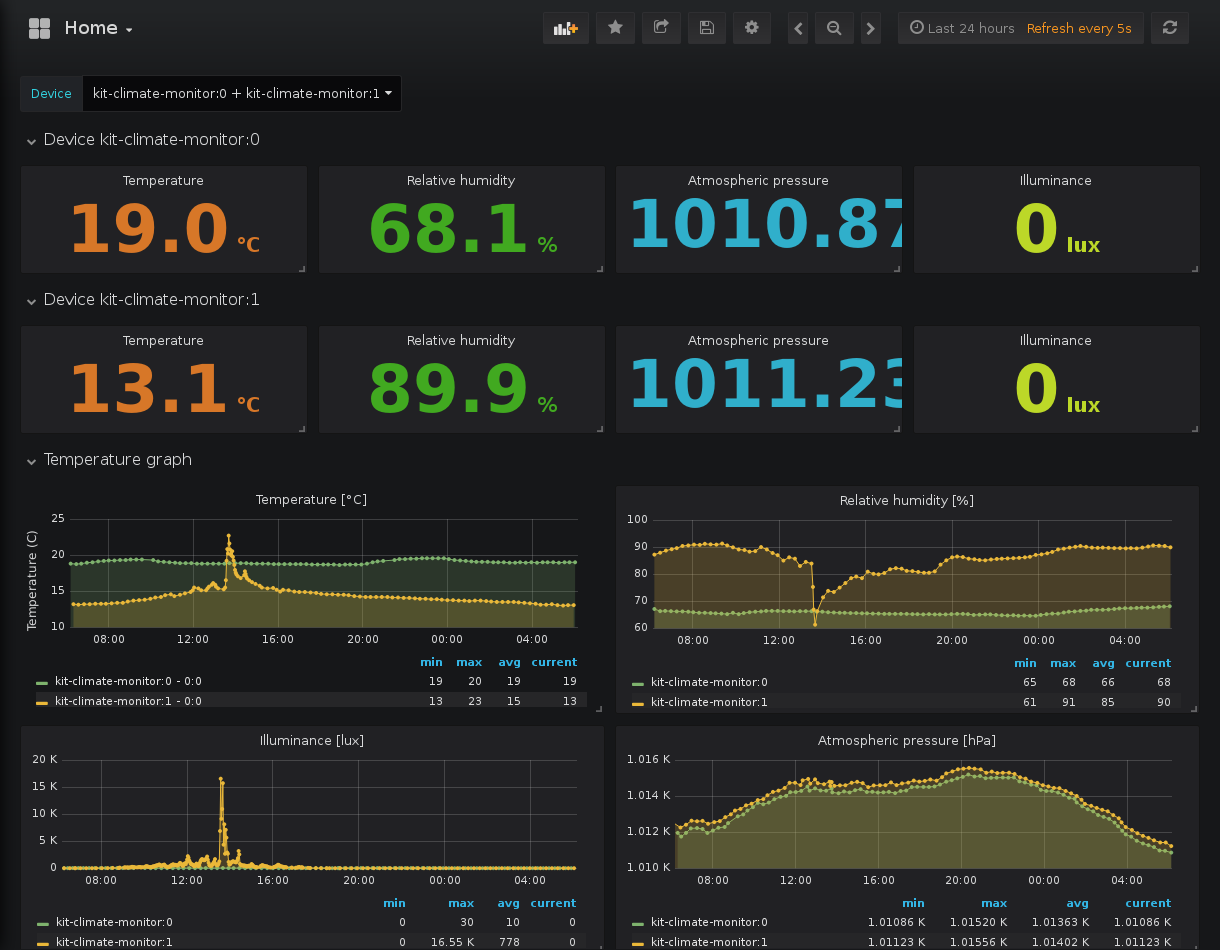 Home
Last 24 hours Refresh every 5s
Device kit-climate-monitor:0 + kit-climate-monitor:1
Device kit-climate-monitor:0
Temperature Relative humidity Atmospheric pressure Illuminance
19.0 °C 68.1 % 1010.87 0 lux
Device kit-climate-monitor:1
Temperature Relative humidity Atmospheric pressure Illuminance
13.1 °C 89.9 % 1011.23 0 lux
Temperature graph
Temperature [°C]
Temperature (C)
25
20
15
10
08:00 12:00 16:00 20:00 00:00 04:00
min max avg current
kit-climate-monitor:0 - 0:0 19 20 19 19
kit-climate-monitor:1 - 0:0 13 23 15 13
Relative humidity [%]
100
90
80
70
60
08:00 12:00 16:00 20:00 00:00 04:00
min max avg current
kit-climate-monitor:0 65 68 66 68
kit-climate-monitor:1 61 91 85 90
Illuminance [lux]
20 K
15 K
10 K
5 K
0
08:00 12:00 16:00 20:00 00:00 04:00
min max avg current
kit-climate-monitor:0 0 30 10 0
kit-climate-monitor:1 0 16.55 K 778 0
Atmospheric pressure [hPa]
1.016 K
1.014 K
1.012 K
1.010 K
08:00 12:00 16:00 20:00 00:00 04:00
min max avg current
kit-climate-monitor:0 1.01086 K 1.01520 K 1.01363 K 1.01086 K
kit-climate-monitor:1 1.01123 K 1.01556 K 1.01402 K 1.01123 K